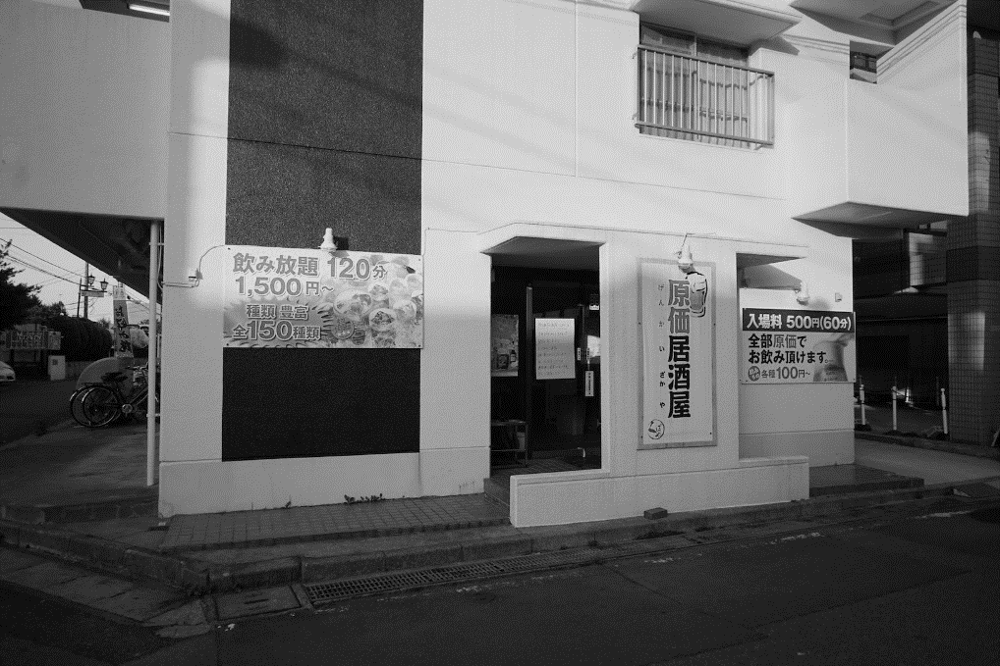 飲み放題 120分
1,500円~
種類 豊富
全150種類
原価居酒屋
げんかいざかや
入場料 500円(60分)
全部原価で
お飲み頂けます。
各種100円~